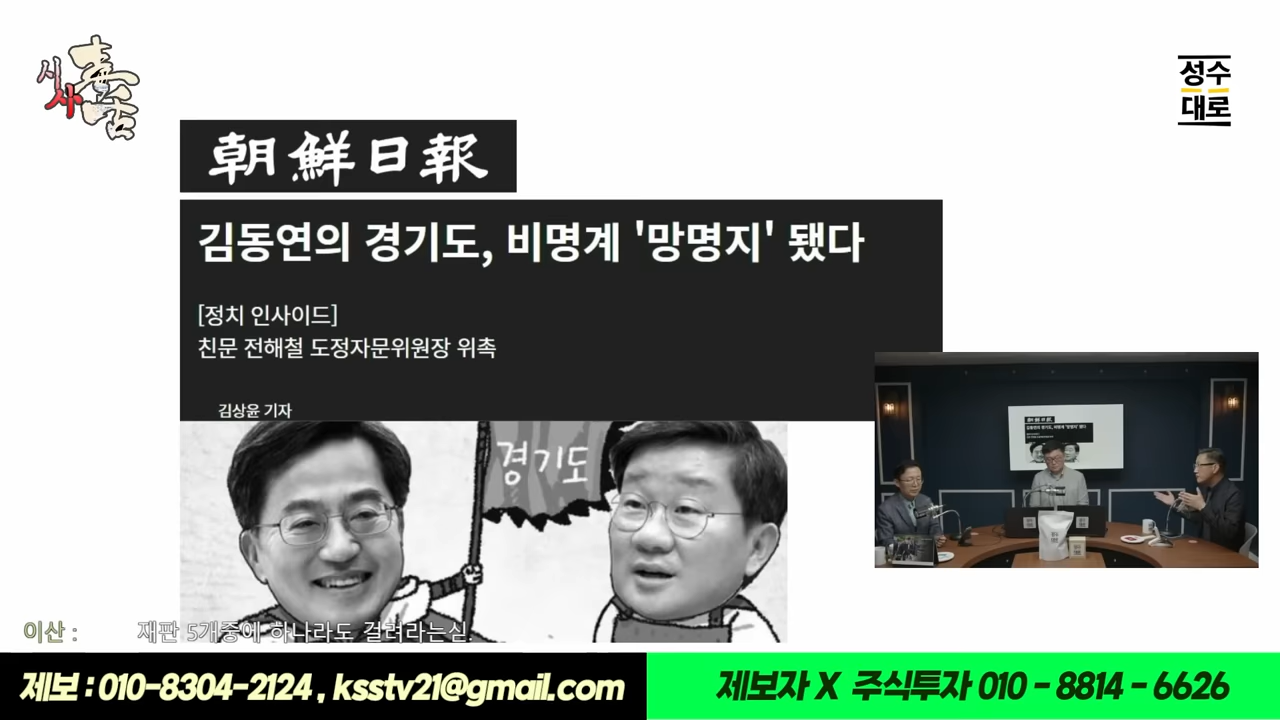 시사
성수
대로
朝鮮日報
김동연의 경기도, 비명계 '망명지' 됐다
[정치 인사이드]
친문 전해철 도정자문위원장 위촉
김상윤 기자
경기도
이산 : 재판 5개중에 하나라도 걸려라는심.
제보 : 010-8304-2124 , ksstv21@gmail.com
제보자 X 주식투자 010 - 8814 - 6626